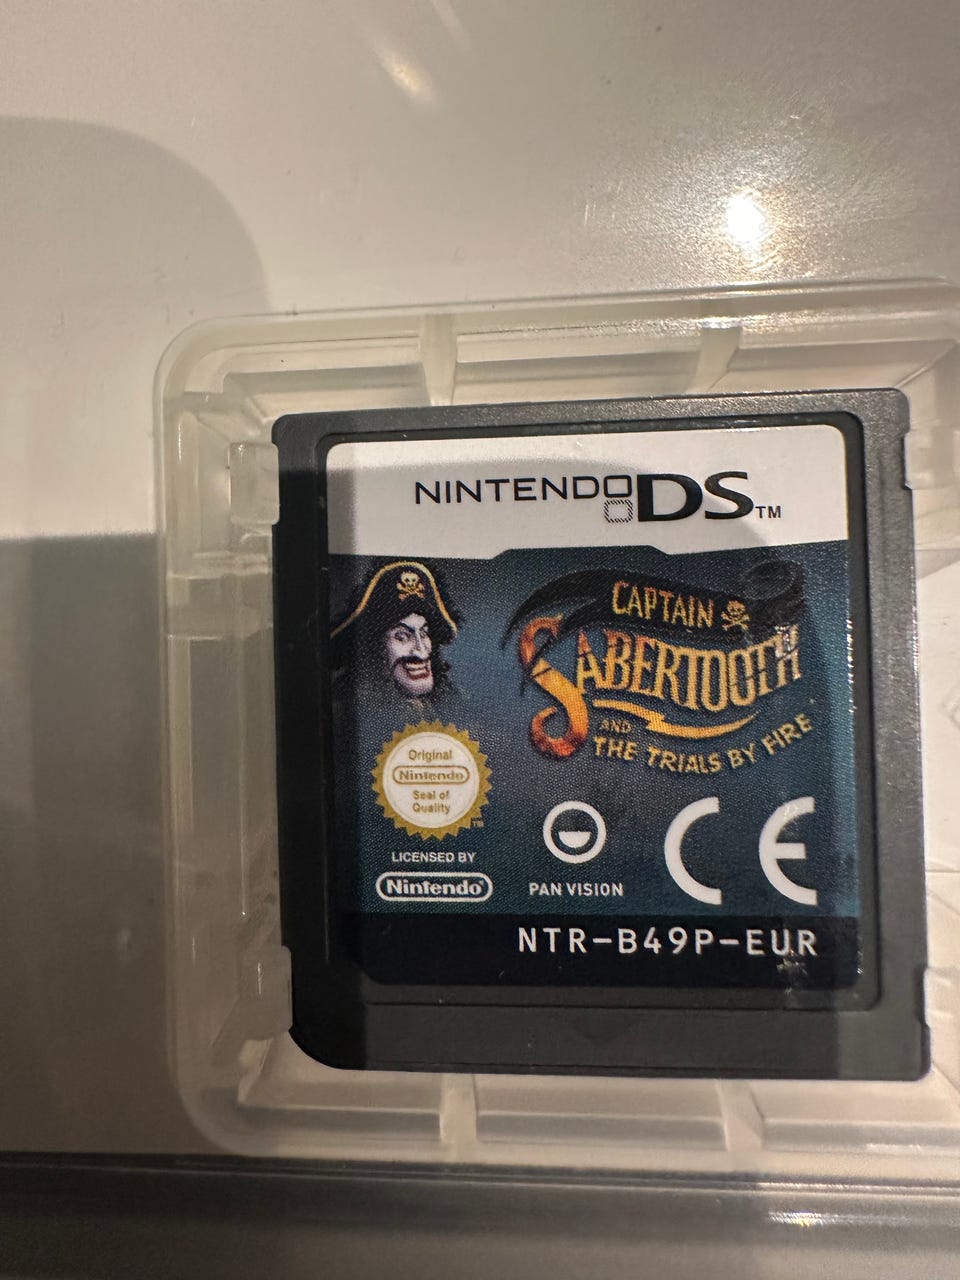 NINTENDO DS™
CAPTAIN
SABERTOOTH
AND
THE TRIALS BY FIRE
Original
Nintendo
Seal of
Quality
TM
LICENSED BY
Nintendo®
PAN VISION
CE
NTR-B49P-EUR